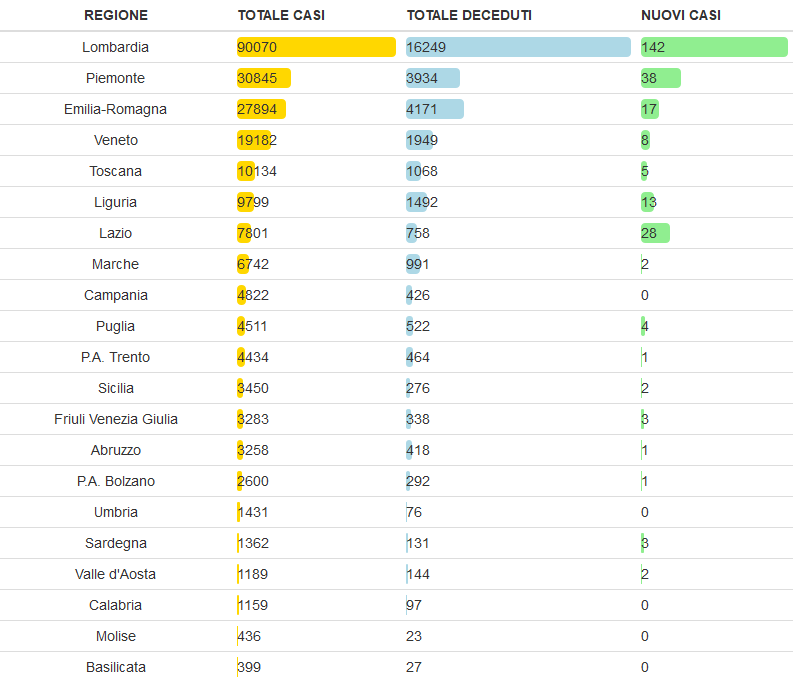 REGIONE TOTALE CASI TOTALE DECEDUTI NUOVI CASI
Lombardia 90070 16249 142
Piemonte 30845 3934 38
Emilia-Romagna 27894 4171 17
Veneto 19182 1949 8
Toscana 10134 1068 5
Liguria 9799 1492 13
Lazio 7801 758 28
Marche 6742 991 2
Campania 4822 426 0
Puglia 4511 522 4
P.A. Trento 4434 464 1
Sicilia 3450 276 2
Friuli Venezia Giulia 3283 338 3
Abruzzo 3258 418 1
P.A. Bolzano 2600 292 1
Umbria 1431 76 0
Sardegna 1362 131 3
Valle d'Aosta 1189 144 2
Calabria 1159 97 0
Molise 436 23 0
Basilicata 399 27 0